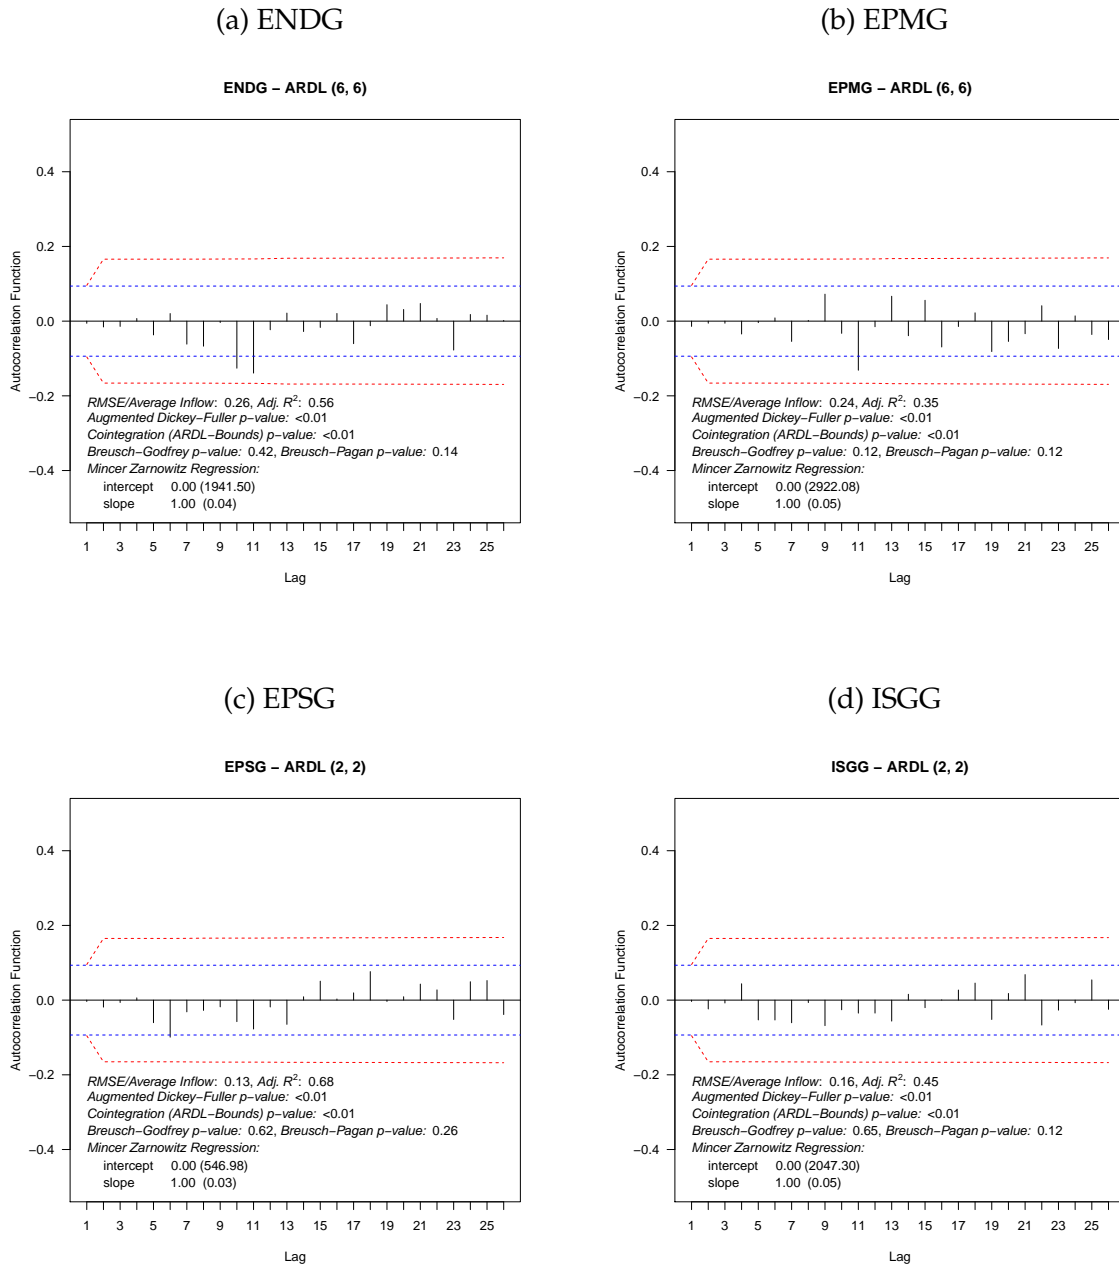 (a) ENDG
ENDG – ARDL (6, 6)
Autocorrelation Function
0.4
0.2
0.0
−0.2
−0.4
RMSE/Average Inflow: 0.26, Adj. R²: 0.56
Augmented Dickey−Fuller p−value: <0.01
Cointegration (ARDL−Bounds) p−value: <0.01
Breusch−Godfrey p−value: 0.42, Breusch−Pagan p−value: 0.14
Mincer Zarnowitz Regression:
intercept 0.00 (1941.50)
slope 1.00 (0.04)
1 3 5 7 9 11 13 15 17 19 21 23 25
Lag
(b) EPMG
EPMG – ARDL (6, 6)
Autocorrelation Function
0.4
0.2
0.0
−0.2
−0.4
RMSE/Average Inflow: 0.24, Adj. R²: 0.35
Augmented Dickey−Fuller p−value: <0.01
Cointegration (ARDL−Bounds) p−value: <0.01
Breusch−Godfrey p−value: 0.12, Breusch−Pagan p−value: 0.12
Mincer Zarnowitz Regression:
intercept 0.00 (2922.08)
slope 1.00 (0.05)
1 3 5 7 9 11 13 15 17 19 21 23 25
Lag
(c) EPSG
EPSG – ARDL (2, 2)
Autocorrelation Function
0.4
0.2
0.0
−0.2
−0.4
RMSE/Average Inflow: 0.13, Adj. R²: 0.68
Augmented Dickey−Fuller p−value: <0.01
Cointegration (ARDL−Bounds) p−value: <0.01
Breusch−Godfrey p−value: 0.62, Breusch−Pagan p−value: 0.26
Mincer Zarnowitz Regression:
intercept 0.00 (546.98)
slope 1.00 (0.03)
1 3 5 7 9 11 13 15 17 19 21 23 25
Lag
(d) ISGG
ISGG – ARDL (2, 2)
Autocorrelation Function
0.4
0.2
0.0
−0.2
−0.4
RMSE/Average Inflow: 0.16, Adj. R²: 0.45
Augmented Dickey−Fuller p−value: <0.01
Cointegration (ARDL−Bounds) p−value: <0.01
Breusch−Godfrey p−value: 0.65, Breusch−Pagan p−value: 0.12
Mincer Zarnowitz Regression:
intercept 0.00 (2047.30)
slope 1.00 (0.05)
1 3 5 7 9 11 13 15 17 19 21 23 25
Lag